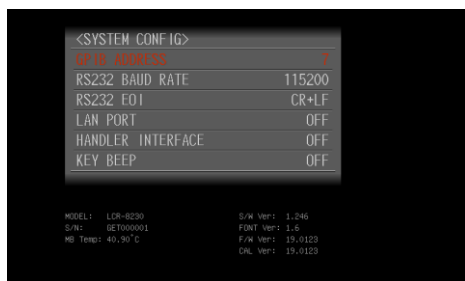 <SYSTEM CONFIG>
GPIB ADDRESS 7
RS232 BAUD RATE 115200
RS232 EOI CR+LF
LAN PORT OFF
HANDLER INTERFACE OFF
KEY BEEP OFF
MODEL: LCR-8230 S/W Ver: 1.246
S/N: GET000001 FONT Ver: 1.6
MB Temp: 40.90°C F/W Ver: 19.0123
CAL Ver: 19.0123